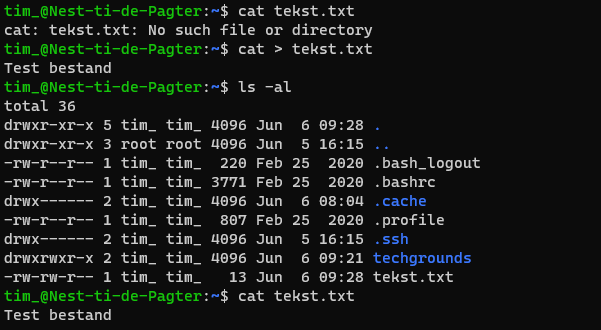 tim_@Nest-ti-de-Pagter:~$ cat tekst.txt
cat: tekst.txt: No such file or directory
tim_@Nest-ti-de-Pagter:~$ cat > tekst.txt
Test bestand
tim_@Nest-ti-de-Pagter:~$ ls -al
total 36
drwxr-xr-x 5 tim_ tim_ 4096 Jun  6 09:28 .
drwxr-xr-x 3 root root 4096 Jun  5 16:15 ..
-rw-r--r-- 1 tim_ tim_  220 Feb 25  2020 .bash_logout
-rw-r--r-- 1 tim_ tim_ 3771 Feb 25  2020 .bashrc
drwx------ 2 tim_ tim_ 4096 Jun  6 08:04 .cache
-rw-r--r-- 1 tim_ tim_  807 Feb 25  2020 .profile
drwx------ 2 tim_ tim_ 4096 Jun  5 16:15 .ssh
drwxrwxr-x 2 tim_ tim_ 4096 Jun  6 09:21 techgrounds
-rw-rw-r-- 1 tim_ tim_   13 Jun  6 09:28 tekst.txt
tim_@Nest-ti-de-Pagter:~$ cat tekst.txt
Test bestand